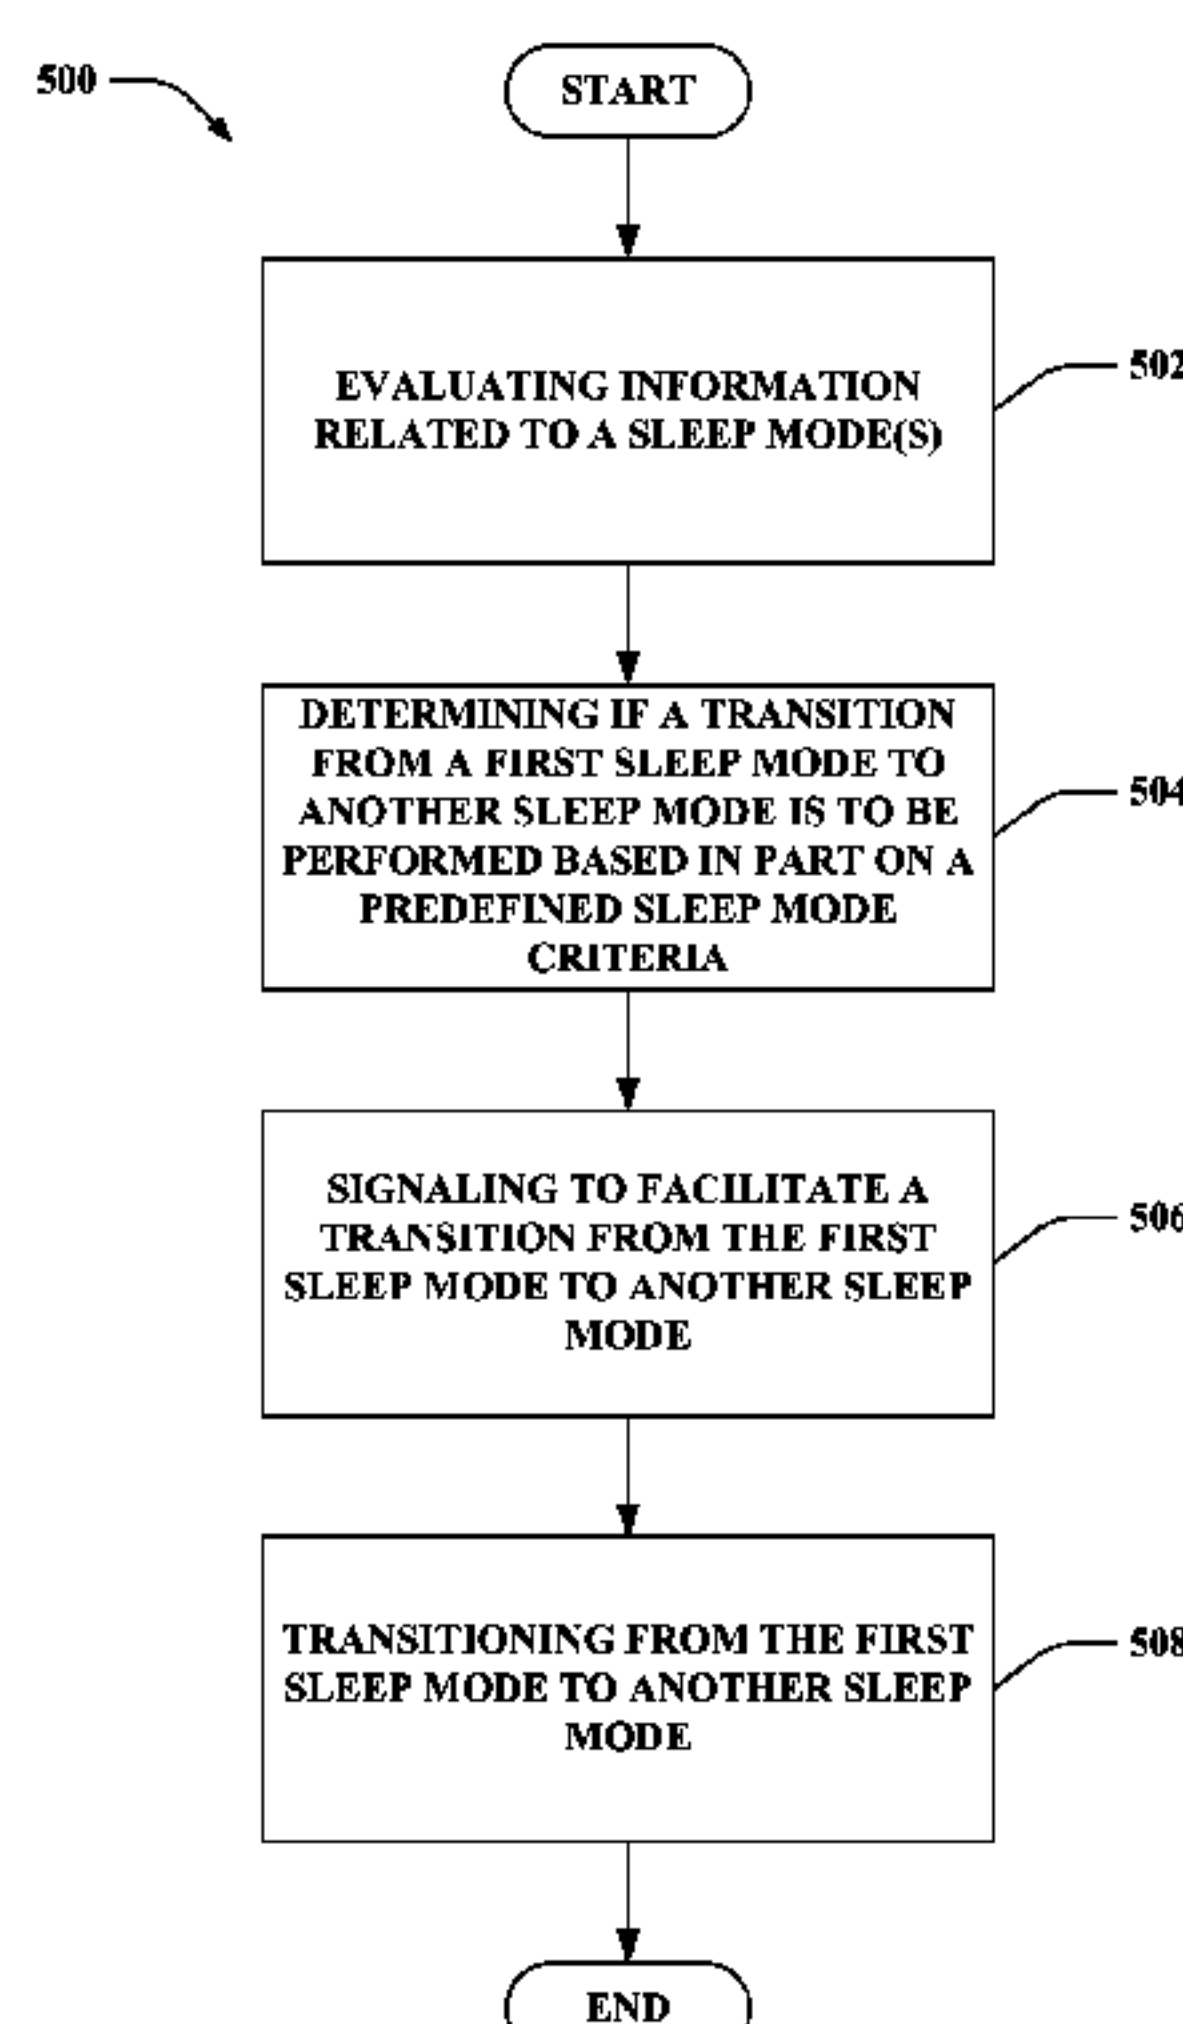 500
START
EVALUATING INFORMATION
RELATED TO A SLEEP MODE(S)
502
DETERMINING IF A TRANSITION
FROM A FIRST SLEEP MODE TO
ANOTHER SLEEP MODE IS TO BE
PERFORMED BASED IN PART ON A
PREDEFINED SLEEP MODE
CRITERIA
504
SIGNALING TO FACILITATE A
TRANSITION FROM THE FIRST
SLEEP MODE TO ANOTHER SLEEP
MODE
506
TRANSITIONING FROM THE FIRST
SLEEP MODE TO ANOTHER SLEEP
MODE
508
END